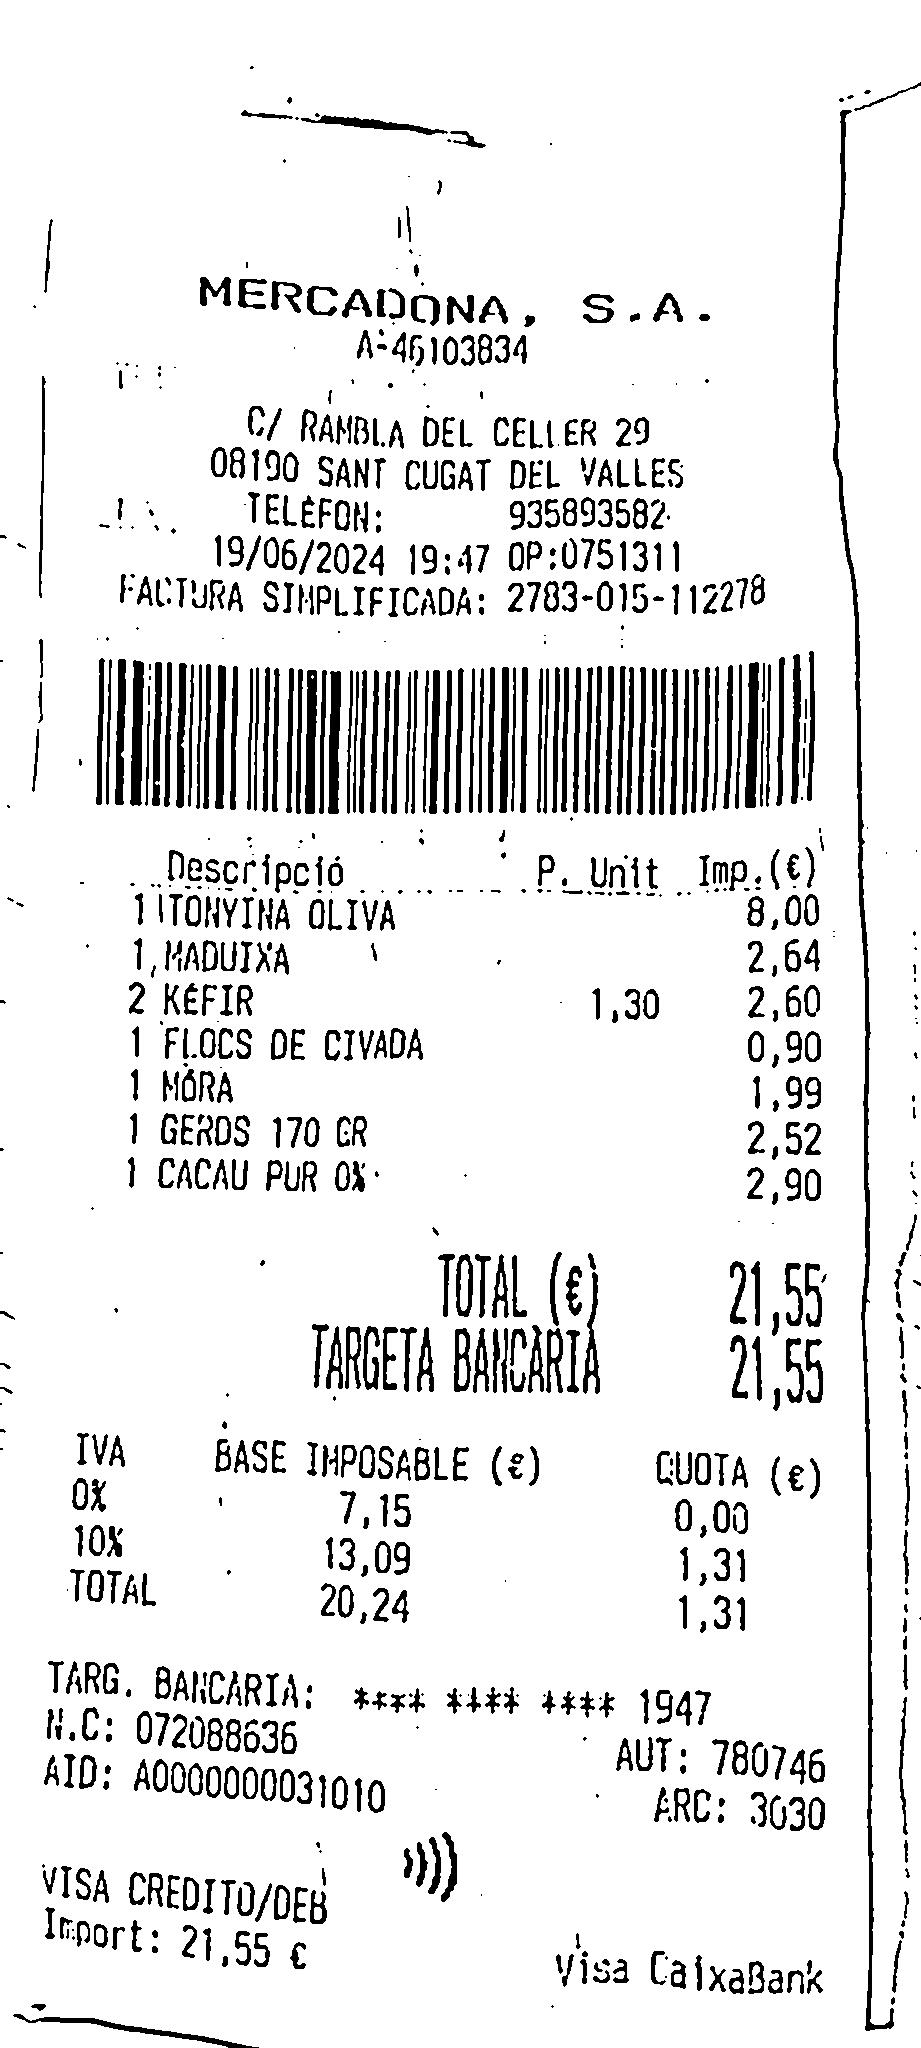 MERCADONA, S.A.
A-46103834
C/ RAMBLA DEL CELLER 29
08190 SANT CUGAT DEL VALLES
TELÈFON: 935893582
19/06/2024 19:47 OP:0751311
FACTURA SIMPLIFICADA: 2783-015-112278
Descripció P. Unit Imp.(€)
1 TONYINA OLIVA 8,00
1 MADUIXA 2,64
2 KÉFIR 1,30 2,60
1 FLOCS DE CIVADA 0,90
1 MÓRA 1,99
1 GERDS 170 GR 2,52
1 CACAU PUR 0% 2,90
TOTAL (€) 21,55
TARGETA BANCÀRIA 21,55
IVA BASE IMPOSABLE (€) QUOTA (€)
0% 7,15 0,00
10% 13,09 1,31
TOTAL 20,24 1,31
TARG. BANCARIA: **** **** **** 1947
N.C: 072088636 AUT: 780746
AID: A0000000031010 ARC: 3030
VISA CREDITO/DEB
Import: 21,55 €
Visa CaixaBank